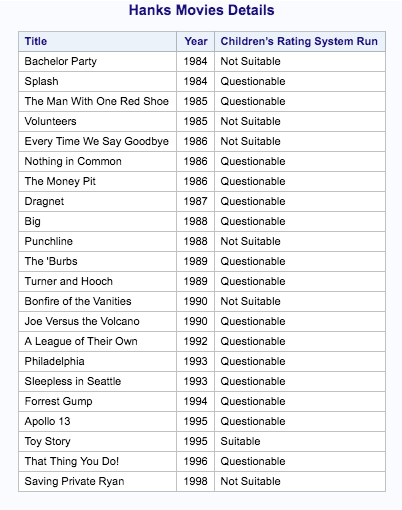 Hanks Movies Details
Title Year Children's Rating System Run
Bachelor Party 1984 Not Suitable
Splash 1984 Questionable
The Man With One Red Shoe 1985 Questionable
Volunteers 1985 Not Suitable
Every Time We Say Goodbye 1986 Not Suitable
Nothing in Common 1986 Questionable
The Money Pit 1986 Questionable
Dragnet 1987 Questionable
Big 1988 Questionable
Punchline 1988 Not Suitable
The 'Burbs 1989 Questionable
Turner and Hooch 1989 Questionable
Bonfire of the Vanities 1990 Not Suitable
Joe Versus the Volcano 1990 Questionable
A League of Their Own 1992 Questionable
Philadelphia 1993 Questionable
Sleepless in Seattle 1993 Questionable
Forrest Gump 1994 Questionable
Apollo 13 1995 Questionable
Toy Story 1995 Suitable
That Thing You Do! 1996 Questionable
Saving Private Ryan 1998 Not Suitable